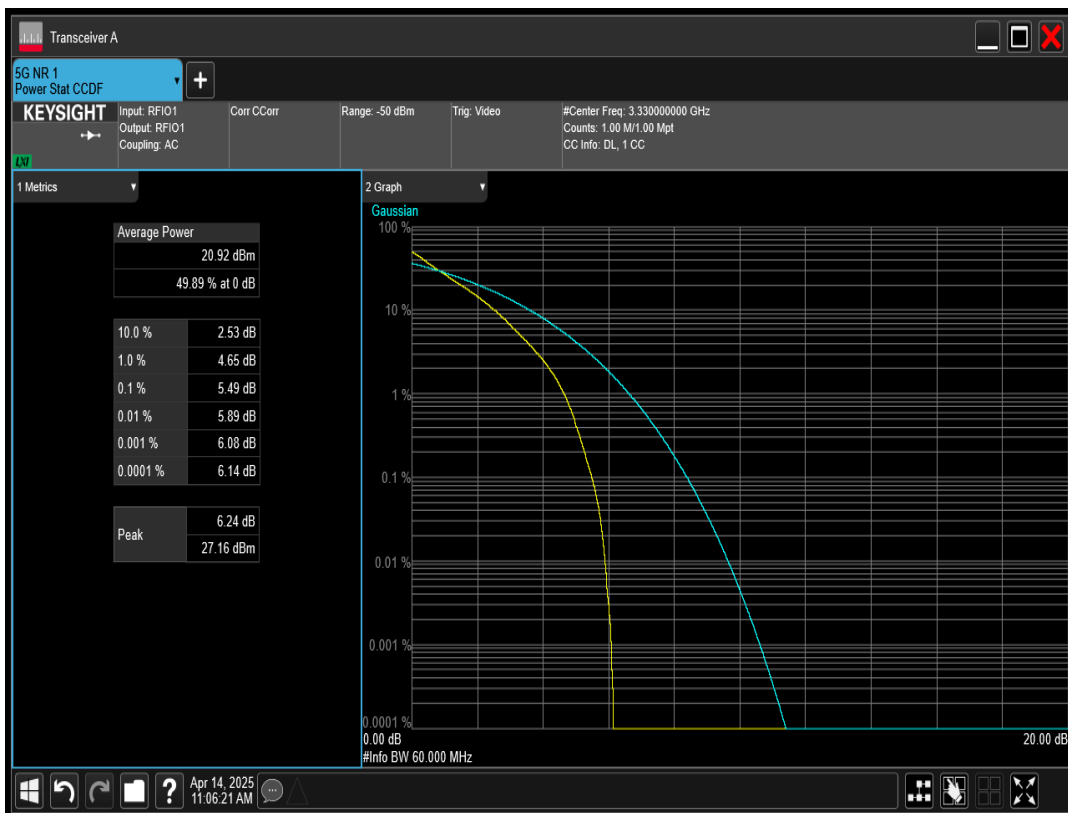 Transceiver A
5G NR 1
Power Stat CCDF
+
KEYSIGHT
LXI
Input: RFIO1
Output: RFIO1
Coupling: AC
Corr CCorr
Range: -50 dBm
Trig: Video
#Center Freq: 3.330000000 GHz
Counts: 1.00 M/1.00 Mpt
CC Info: DL, 1 CC
1 Metrics
Average Power
20.92 dBm
49.89 % at 0 dB
10.0 % 2.53 dB
1.0 % 4.65 dB
0.1 % 5.49 dB
0.01 % 5.89 dB
0.001 % 6.08 dB
0.0001 % 6.14 dB
Peak
6.24 dB
27.16 dBm
2 Graph
Gaussian
100 %
10 %
1 %
0.1 %
0.01 %
0.001 %
0.0001 %
0.00 dB 20.00 dB
#Info BW 60.000 MHz
?
Apr 14, 2025
11:06:21 AM